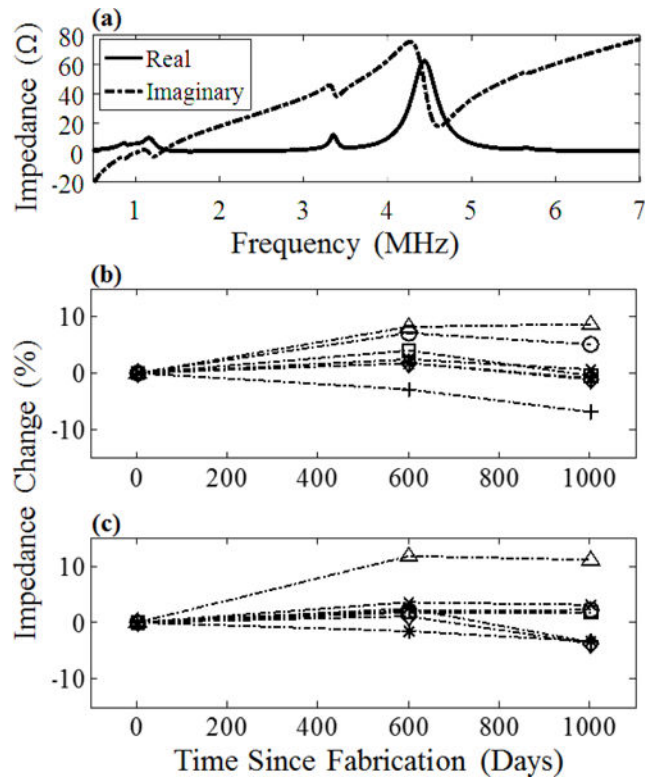 (a)
80
60
40
20
0
-20
Impedance (Ω)
Real
Imaginary
1 2 3 4 5 6 7
Frequency (MHz)
(b)
10
0
-10
0 200 400 600 800 1000
Impedance Change (%)
(c)
10
0
-10
0 200 400 600 800 1000
Time Since Fabrication (Days)